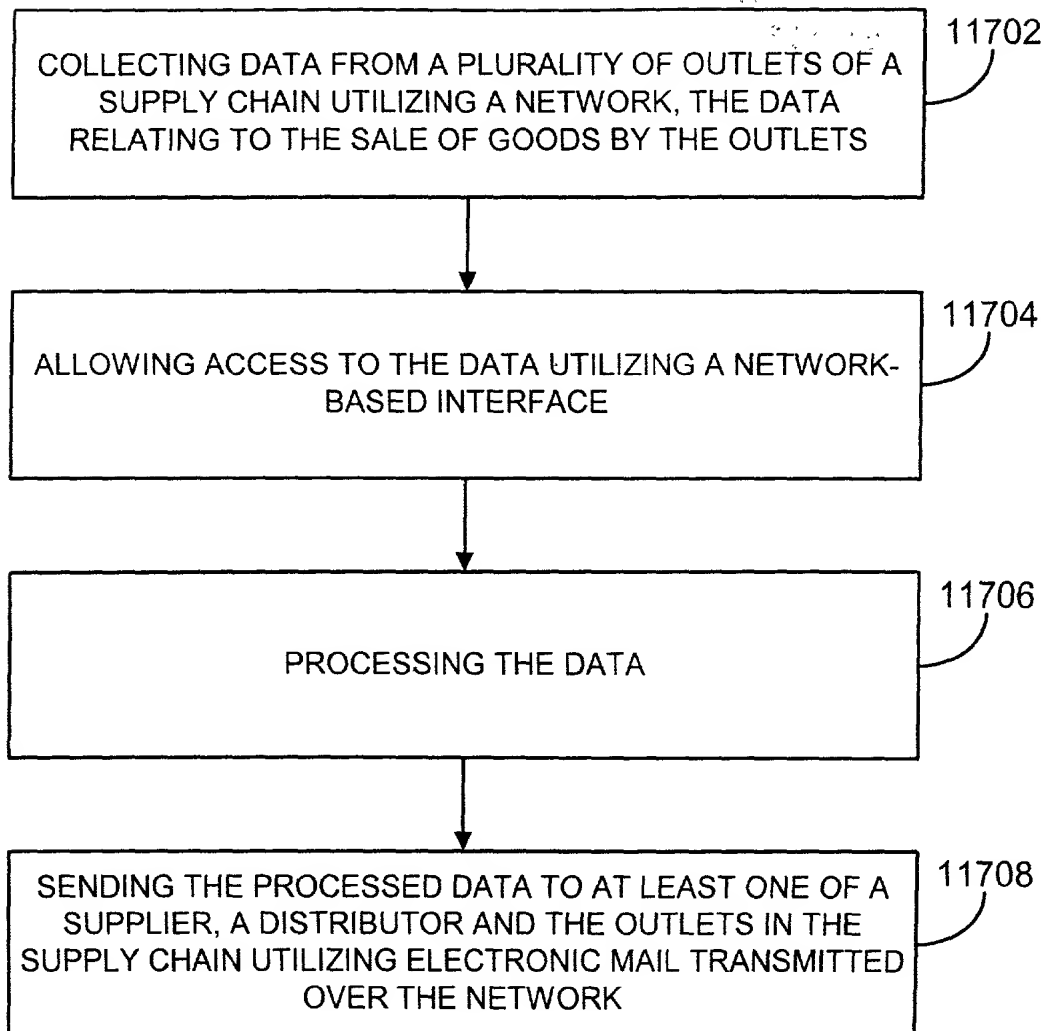 11702
COLLECTING DATA FROM A PLURALITY OF OUTLETS OF A
SUPPLY CHAIN UTILIZING A NETWORK, THE DATA
RELATING TO THE SALE OF GOODS BY THE OUTLETS
11704
ALLOWING ACCESS TO THE DATA UTILIZING A NETWORK-
BASED INTERFACE
11706
PROCESSING THE DATA
11708
SENDING THE PROCESSED DATA TO AT LEAST ONE OF A
SUPPLIER, A DISTRIBUTOR AND THE OUTLETS IN THE
SUPPLY CHAIN UTILIZING ELECTRONIC MAIL TRANSMITTED
OVER THE NETWORK